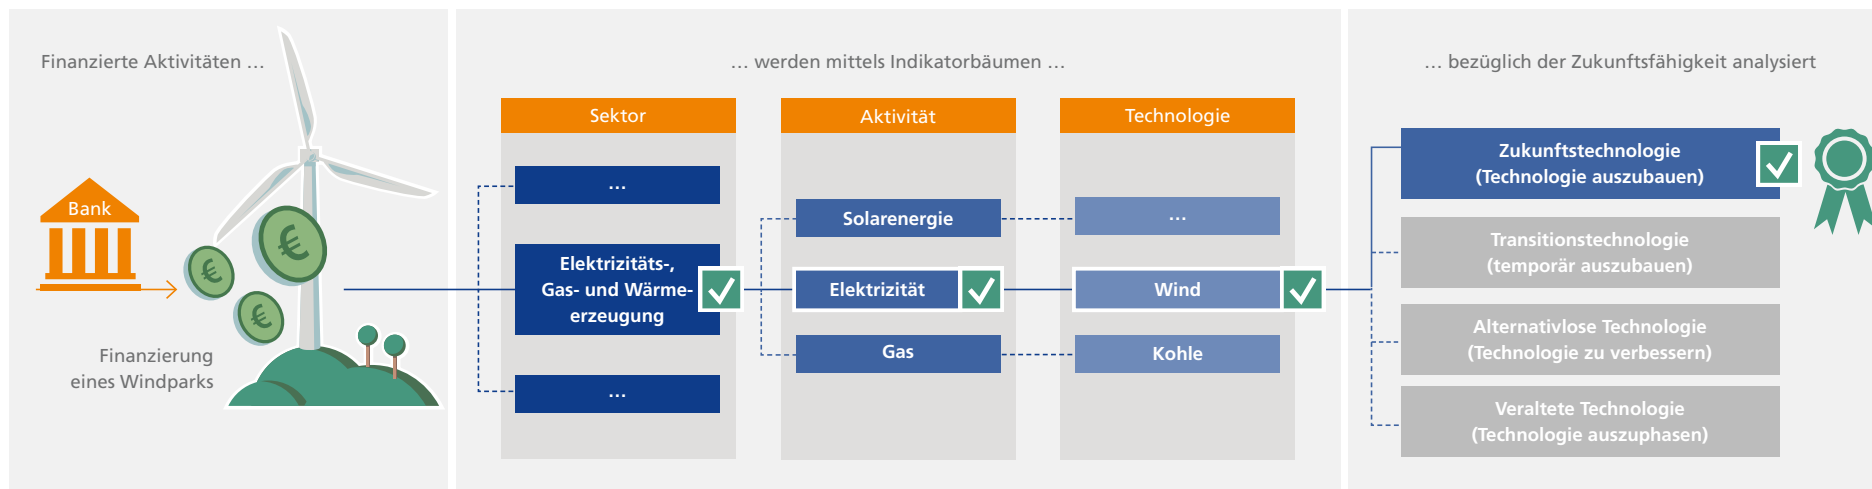 Finanzierte Aktivitäten …
Bank
€
€
€
Finanzierung
eines Windparks
… werden mittels Indikatorbäumen …
Sektor
…
Elektrizitäts-,
Gas- und Wärme-
erzeugung
…
Aktivität
Solarenergie
Elektrizität
Gas
Technologie
…
Wind
Kohle
… bezüglich der Zukunftsfähigkeit analysiert
Zukunftstechnologie
(Technologie auszubauen)
Transitionstechnologie
(temporär auszubauen)
Alternativlose Technologie
(Technologie zu verbessern)
Veraltete Technologie
(Technologie auszuphasen)